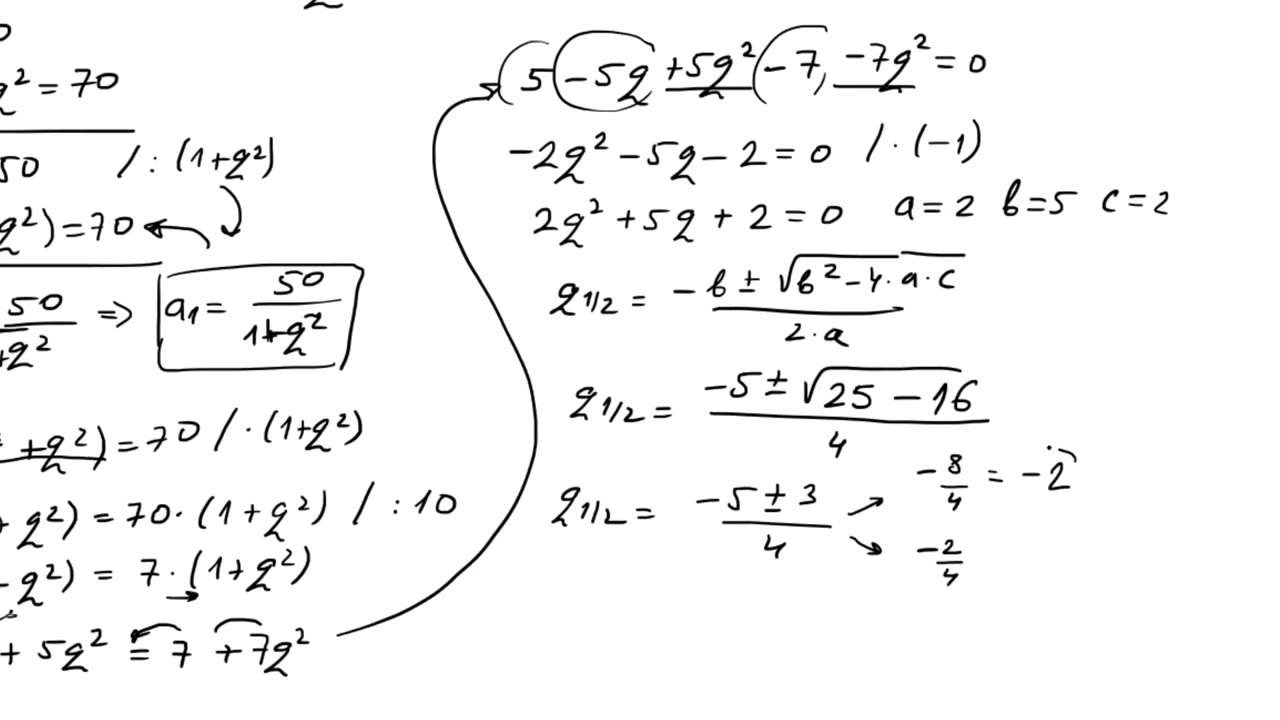 q² = 70
50 / : (1+q²)
q²) = 70
50/+q² ⇒ a₁ = 50/1+q²
+q²) = 70 / · (1+q²)
+ q²) = 70 · (1+q²) / : 10
- q²) = 7 · (1+q²)
+ 5q² = 7 + 7q²
5 - 5q + 5q² - 7 - 7q² = 0
-2q² - 5q - 2 = 0 / · (-1)
2q² + 5q + 2 = 0 a = 2 b = 5 c = 2
q1/2 = -b ± √b² - 4 · a · c / 2 · a
q1/2 = -5 ± √25 - 16 / 4
q1/2 = -5 ± 3 / 4
-8/4 = -2
-2/4